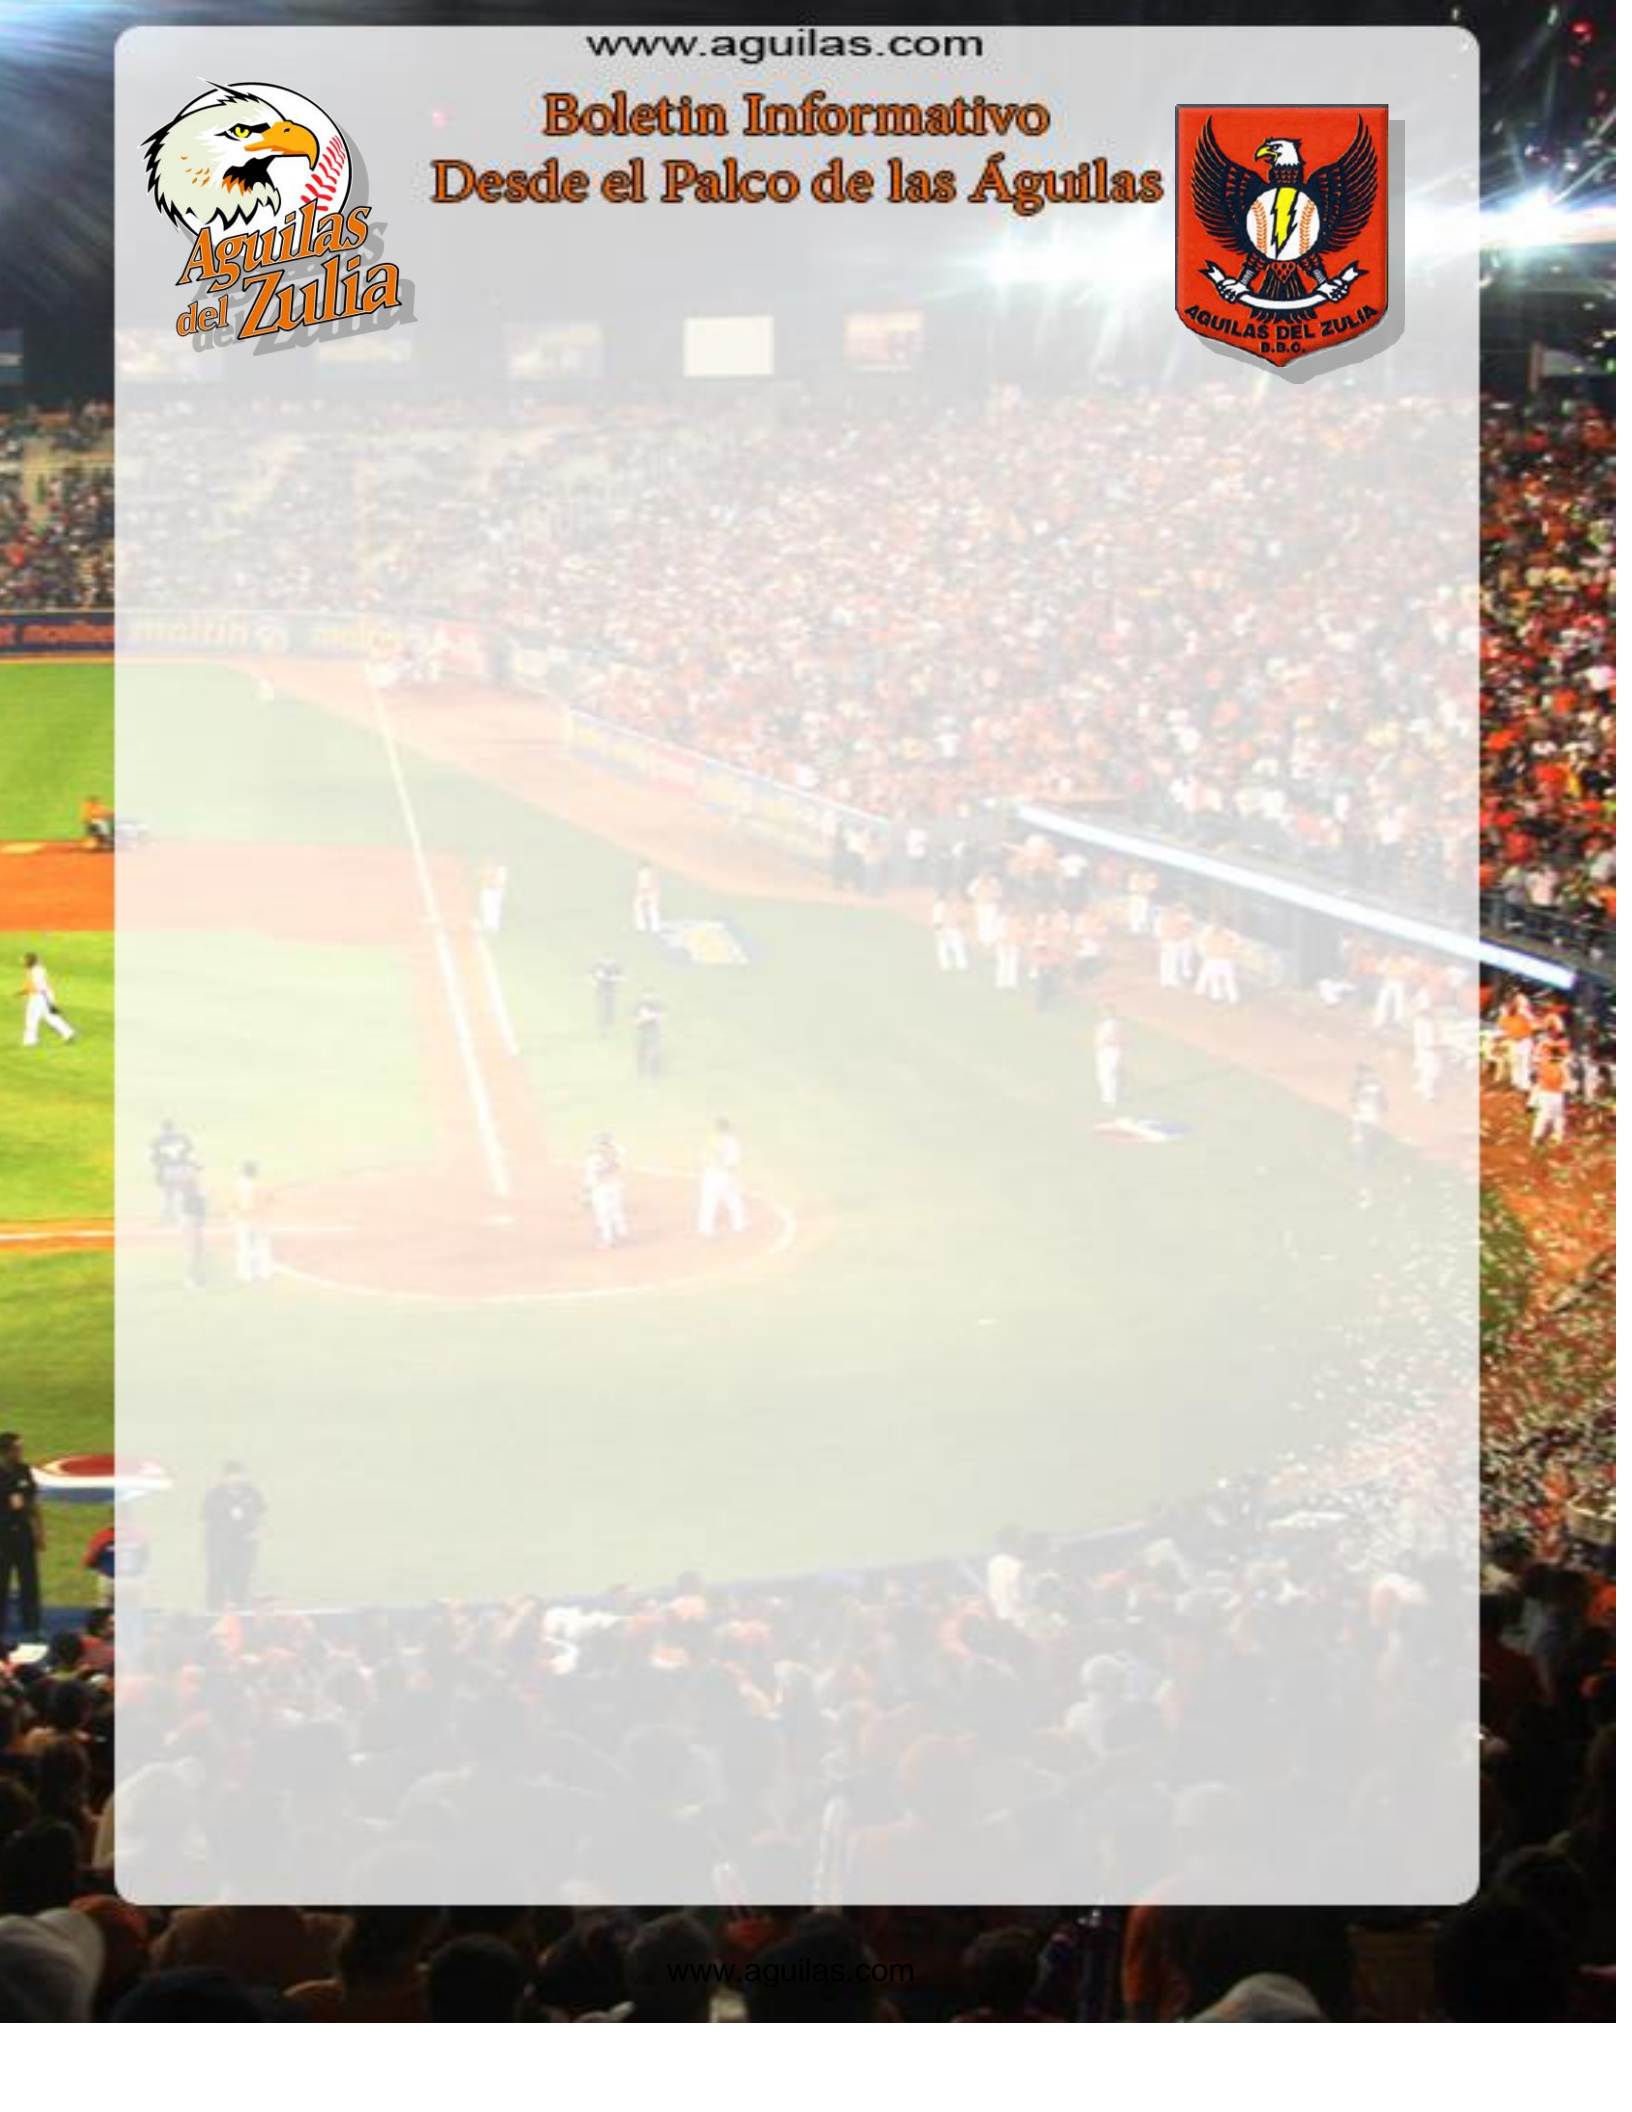 www.aguilas.com
Boletin Informativo
Desde el Palco de las Águilas
Aguilas
del Zulia
AGUILAS DEL ZULIA
B.B.C.
maltin
www.aguilas.com